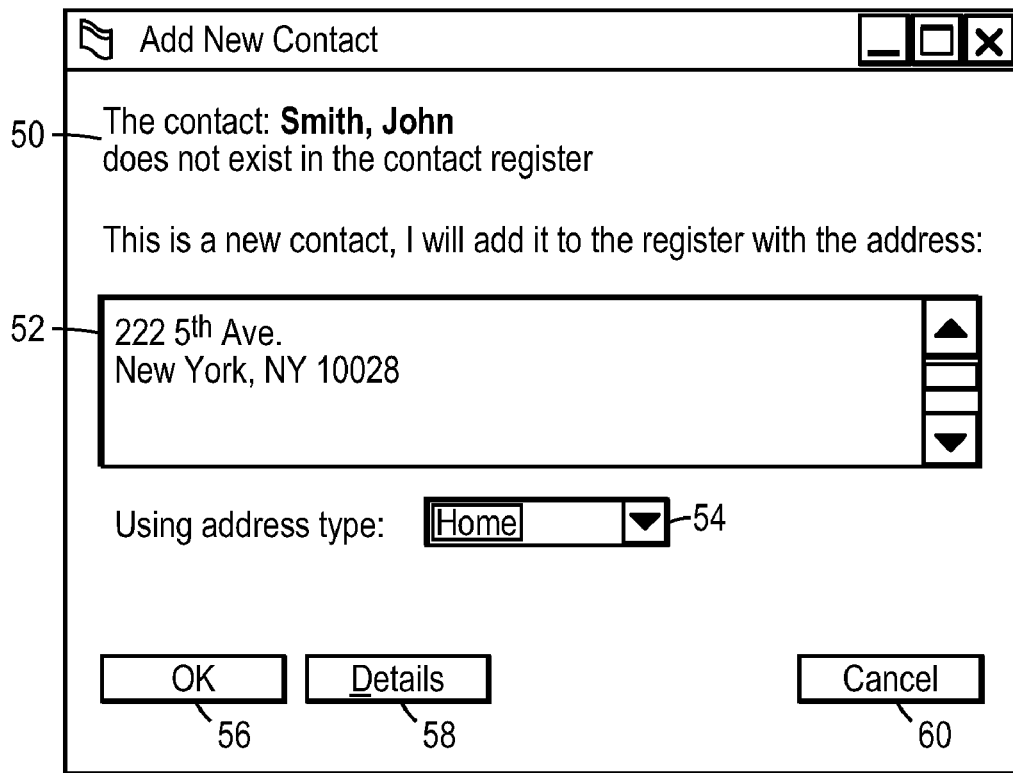 Add New Contact
50
The contact: Smith, John
does not exist in the contact register
This is a new contact, I will add it to the register with the address:
52
222 5th Ave.
New York, NY 10028
Using address type: Home 54
OK Details Cancel
56 58 60